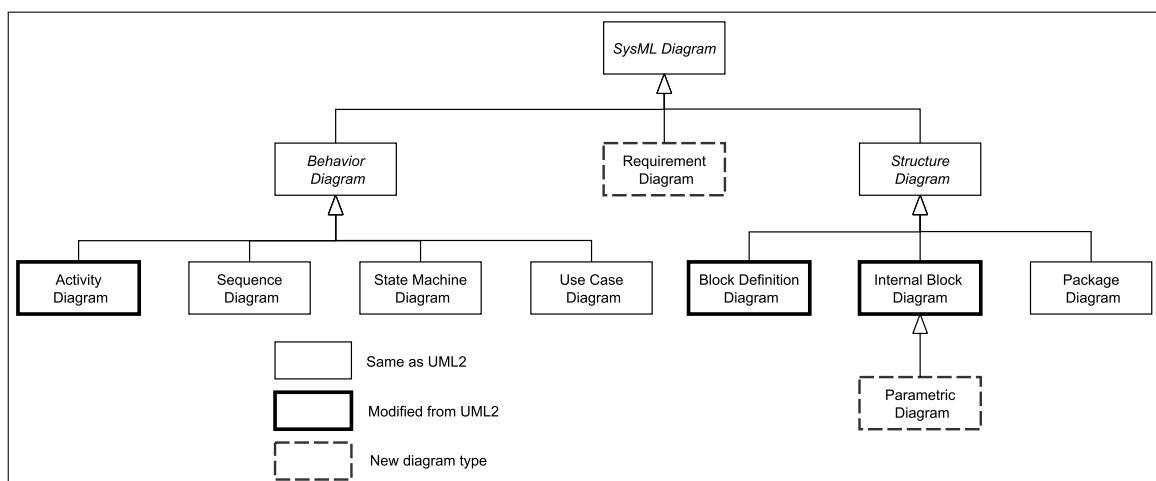 SysML Diagram
Behavior
Diagram
Requirement
Diagram
Structure
Diagram
Activity
Diagram
Sequence
Diagram
State Machine
Diagram
Use Case
Diagram
Block Definition
Diagram
Internal Block
Diagram
Package
Diagram
Same as UML2
Parametric
Diagram
Modified from UML2
New diagram type